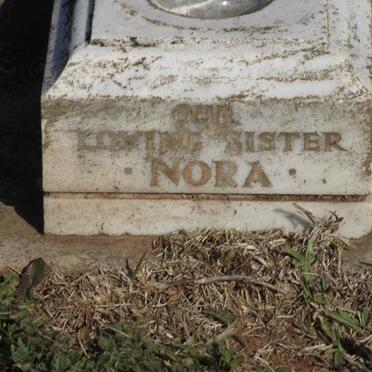 OUR
LOVING SISTER
· NORA ·